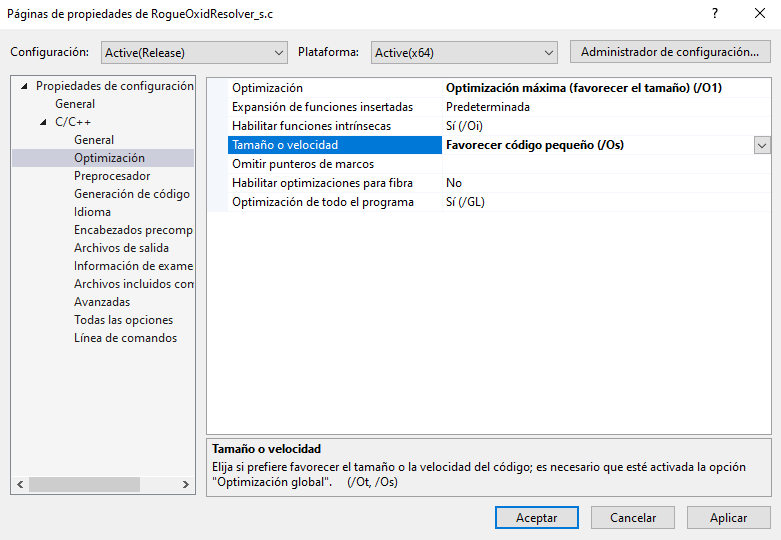 Páginas de propiedades de RogueOxidResolver_s.c
Configuración: Active(Release) Plataforma: Active(x64) Administrador de configuración...
Propiedades de configuración
General
C/C++
General
Optimización
Preprocesador
Generación de código
Idioma
Encabezados precomp
Archivos de salida
Información de exame
Archivos incluidos con
Avanzadas
Todas las opciones
Línea de comandos
Optimización Optimización máxima (favorecer el tamaño) (/O1)
Expansión de funciones insertadas Predeterminada
Habilitar funciones intrínsecas Sí (/Oi)
Tamaño o velocidad Favorecer código pequeño (/Os)
Omitir punteros de marcos
Habilitar optimizaciones para fibra No
Optimización de todo el programa Sí (/GL)
Tamaño o velocidad
Elija si prefiere favorecer el tamaño o la velocidad del código; es necesario que esté activada la opción
"Optimización global". (/Ot, /Os)
Aceptar Cancelar Aplicar